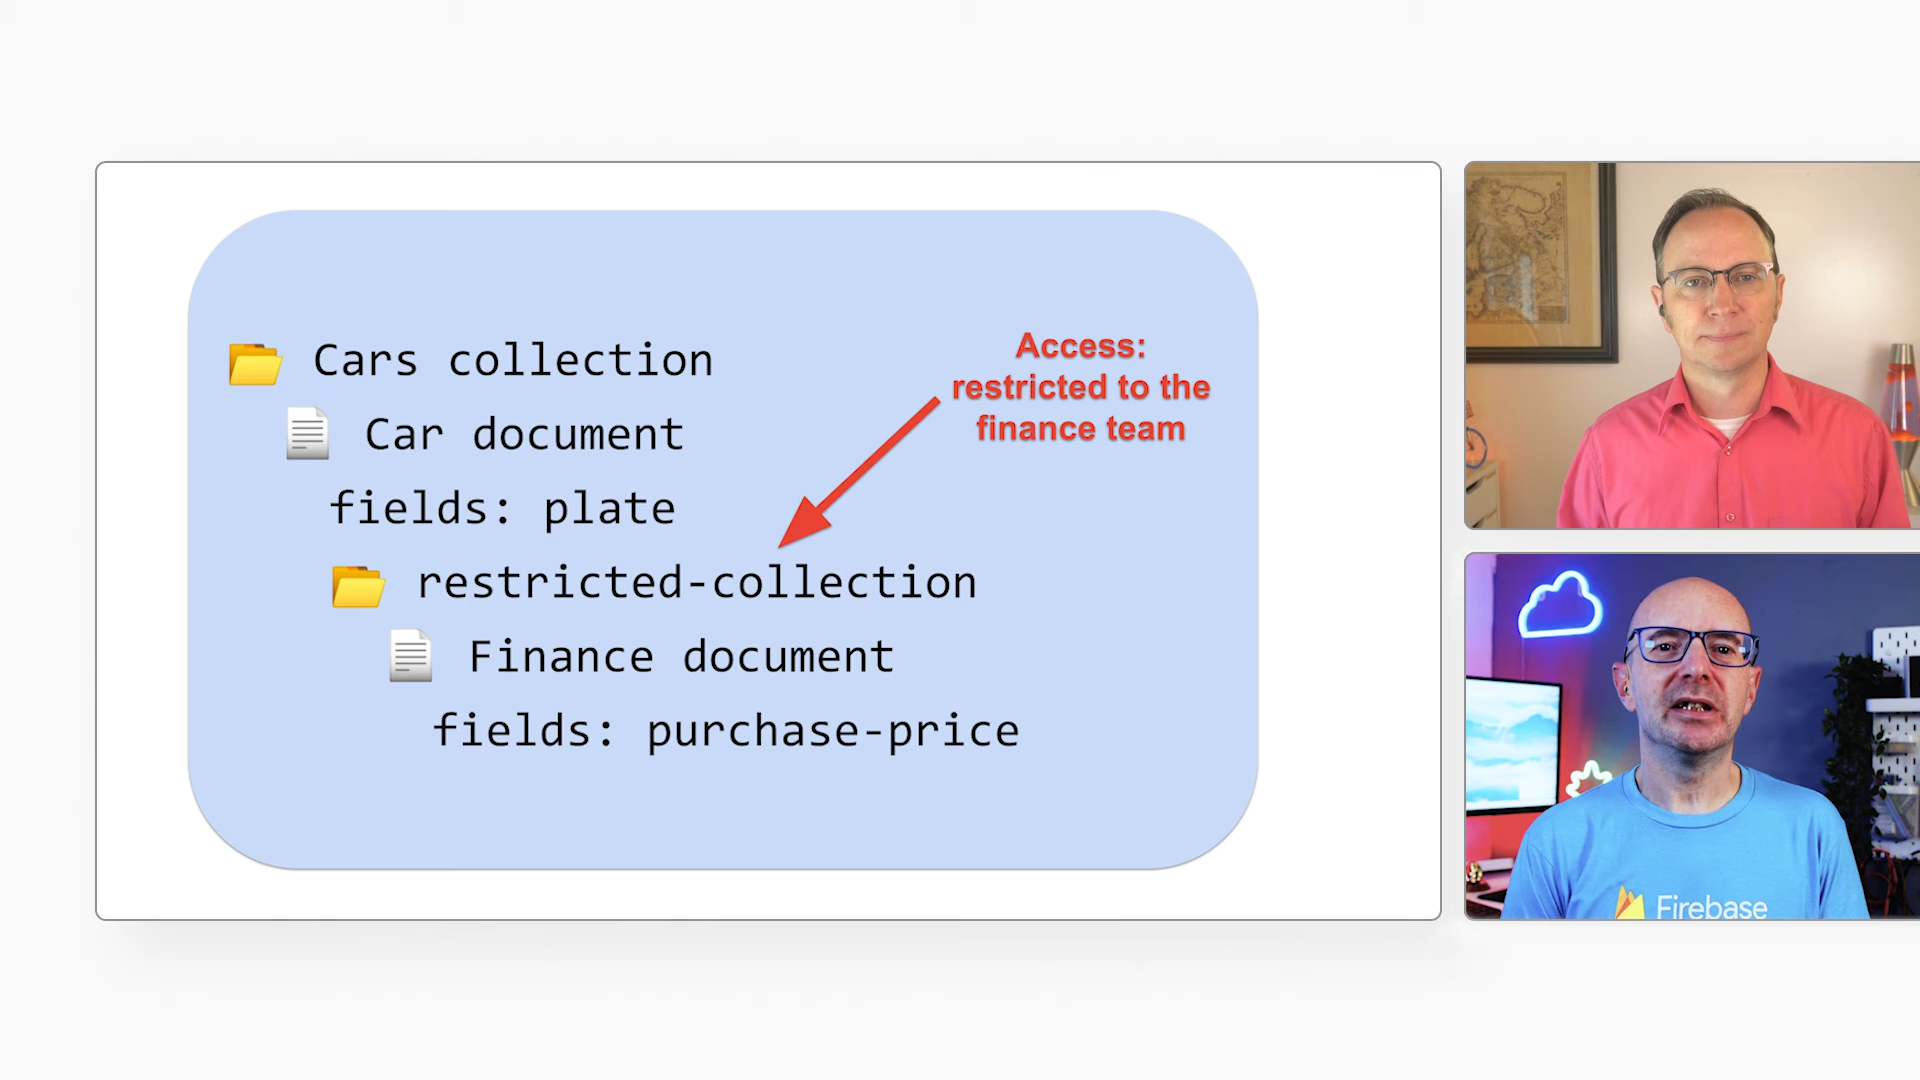 Cars collection
Car document
fields: plate
restricted-collection
Finance document
fields: purchase-price
Access:
restricted to the
finance team
Firebase